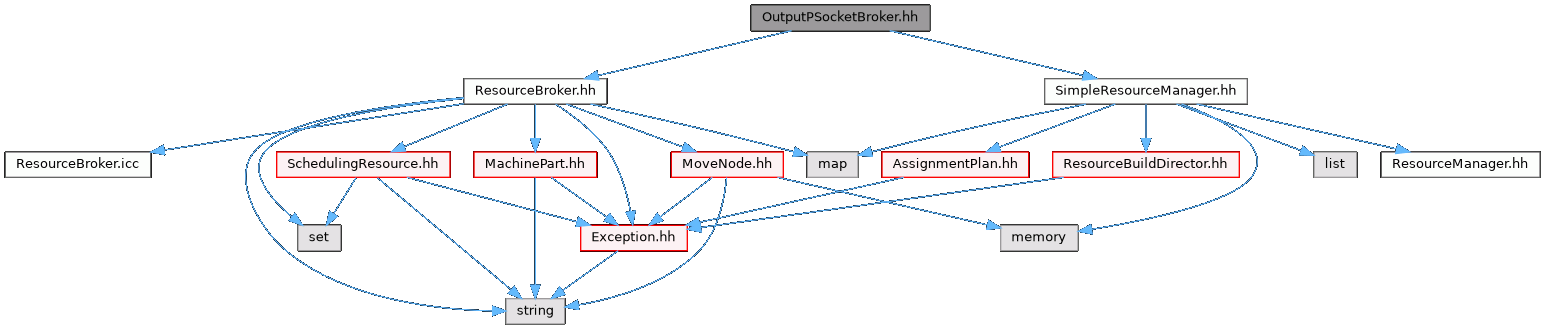 OutputPSocketBroker.hh
ResourceBroker.hh
SimpleResourceManager.hh
ResourceBroker.icc
SchedulingResource.hh
MachinePart.hh
MoveNode.hh
map
AssignmentPlan.hh
ResourceBuildDirector.hh
list
ResourceManager.hh
set
Exception.hh
memory
string